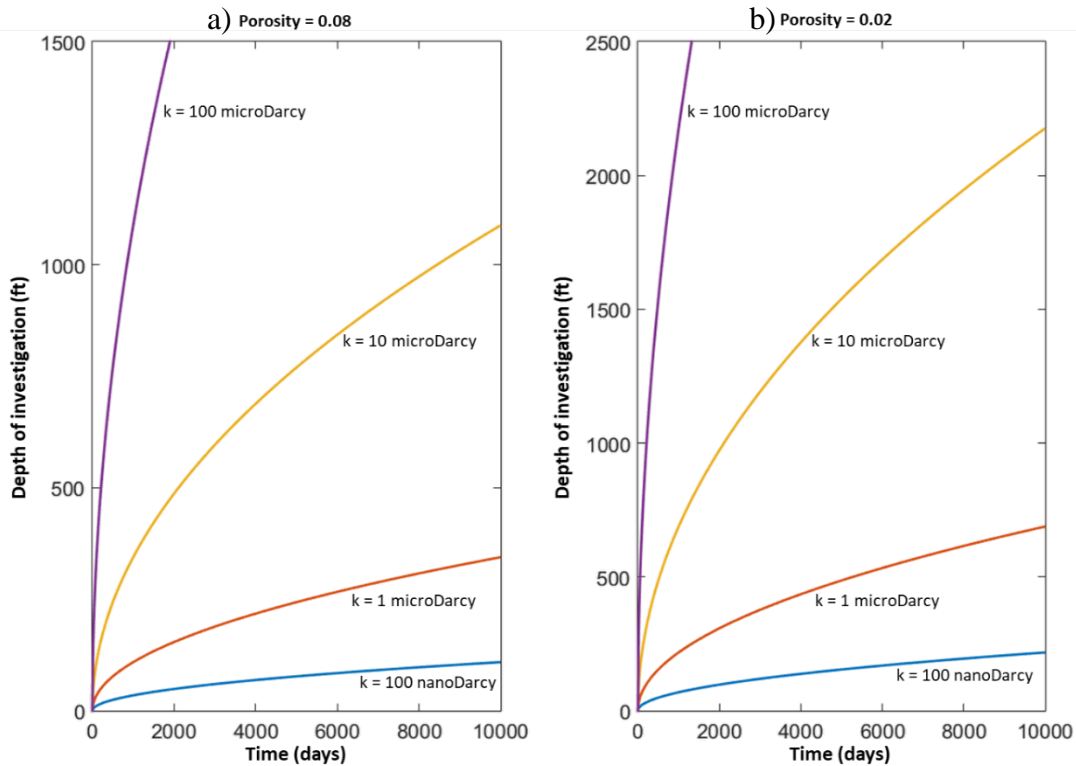 a) Porosity = 0.08
1500
1000
500
0
k = 100 microDarcy
k = 10 microDarcy
k = 1 microDarcy
k = 100 nanoDarcy
0 2000 4000 6000 8000 10000
Time (days)
Depth of investigation (ft)
b) Porosity = 0.02
2500
2000
1500
1000
500
0
k = 100 microDarcy
k = 10 microDarcy
k = 1 microDarcy
k = 100 nanoDarcy
0 2000 4000 6000 8000 10000
Time (days)
Depth of investigation (ft)